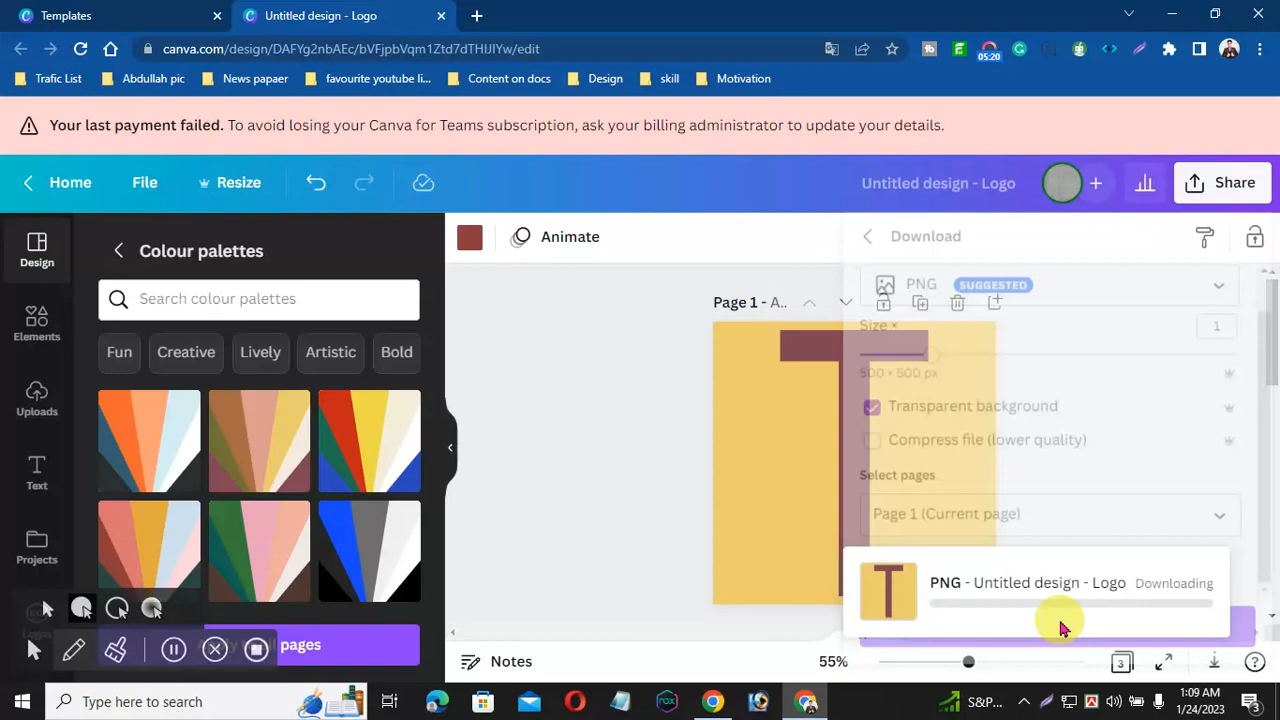 Templates
Untitled design - Logo
canva.com/design/DAFYg2nbAEc/bVFjpbVqm1Ztd7dTHIJIYw/edit
05:20
Trafic List
Abdullah pic
News papaer
favourite youtube li...
Content on docs
Design
skill
Motivation
Your last payment failed. To avoid losing your Canva for Teams subscription, ask your billing administrator to update your details.
Home
File
Resize
Untitled design - Logo
Share
Design
Elements
Uploads
Text
Projects
Colour palettes
Search colour palettes
Fun
Creative
Lively
Artistic
Bold
pages
Animate
Page 1 - A..
T
Download
PNG SUGGESTED
Size ×
1
500 × 500 px
Transparent background
Compress file (lower quality)
Select pages
Page 1 (Current page)
T
PNG - Untitled design - Logo Downloading
Notes
55%
3
Type here to search
S&P...
1:09 AM
1/24/2023
3